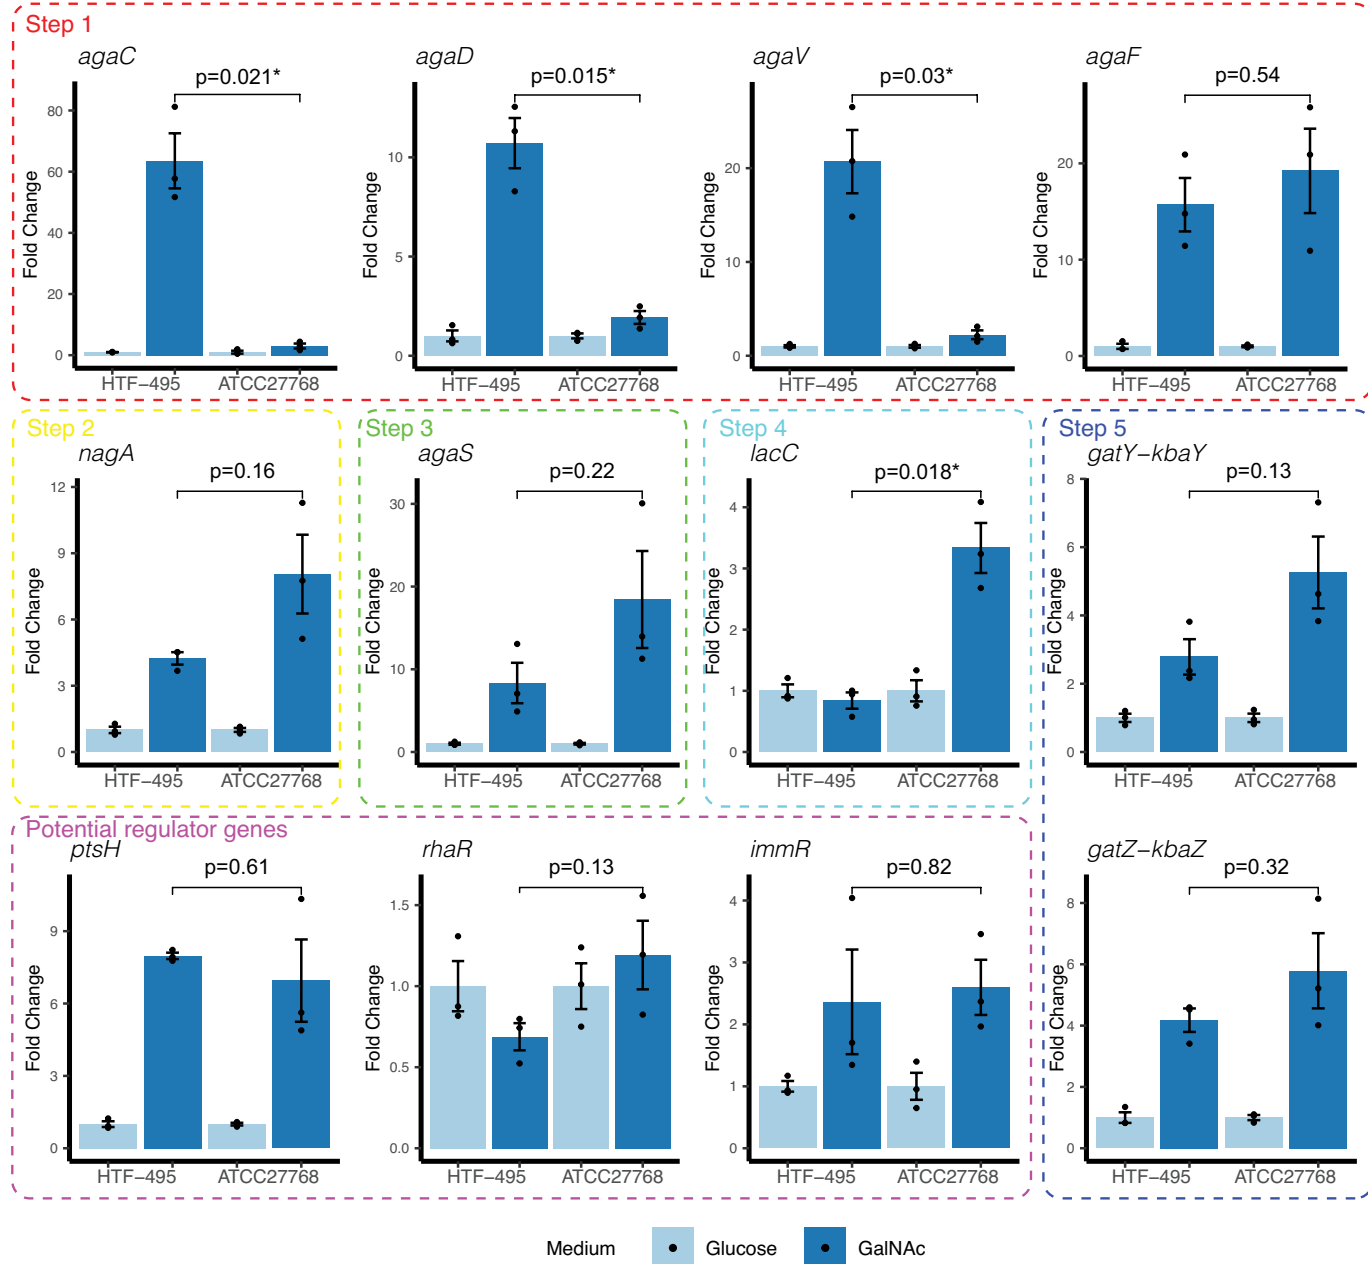 Step 1
agaC
agaD
agaV
agaF
p=0.021*
p=0.015*
p=0.03*
p=0.54
Fold Change
80
60
40
20
0
Fold Change
10
5
0
Fold Change
20
10
0
Fold Change
20
10
0
HTF−495 ATCC27768
HTF−495 ATCC27768
HTF−495 ATCC27768
HTF−495 ATCC27768
Step 2
Step 3
Step 4
Step 5
nagA
agaS
lacC
gatY−kbaY
p=0.16
p=0.22
p=0.018*
p=0.13
Fold Change
12
9
6
3
0
Fold Change
30
20
10
0
Fold Change
4
3
2
1
0
Fold Change
8
6
4
2
0
HTF−495 ATCC27768
HTF−495 ATCC27768
HTF−495 ATCC27768
HTF−495 ATCC27768
Potential regulator genes
ptsH
rhaR
immR
gatZ−kbaZ
p=0.61
p=0.13
p=0.82
p=0.32
Fold Change
9
6
3
0
Fold Change
1.5
1.0
0.5
0.0
Fold Change
4
3
2
1
0
Fold Change
8
6
4
2
0
HTF−495 ATCC27768
HTF−495 ATCC27768
HTF−495 ATCC27768
HTF−495 ATCC27768
Medium Glucose GalNAc